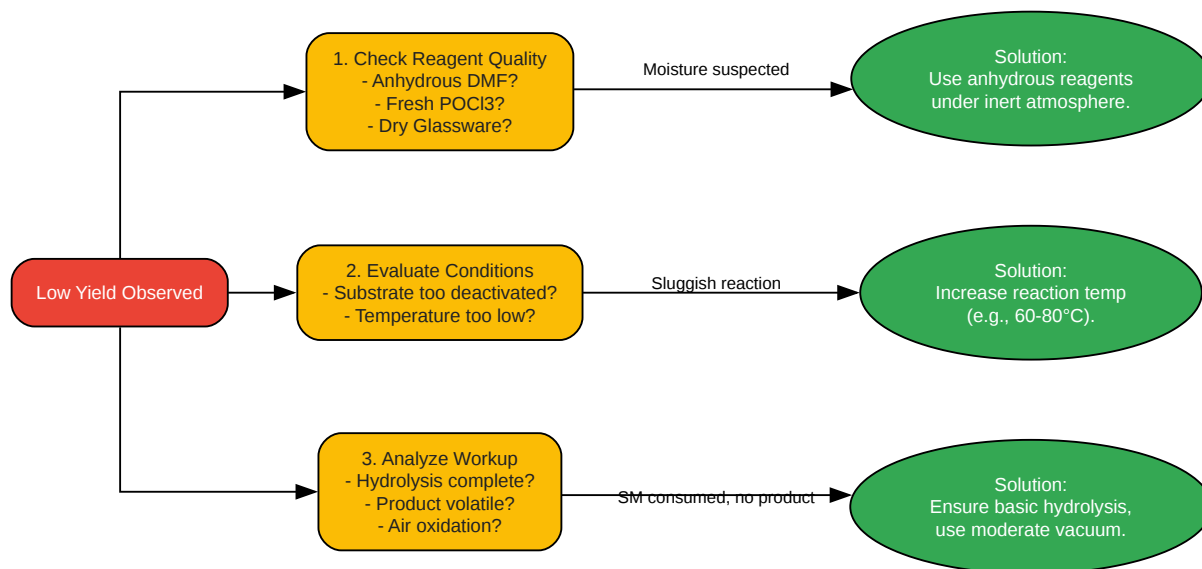 Low Yield Observed
1. Check Reagent Quality
- Anhydrous DMF?
- Fresh POCl3?
- Dry Glassware?
Moisture suspected
Solution:
Use anhydrous reagents
under inert atmosphere.
2. Evaluate Conditions
- Substrate too deactivated?
- Temperature too low?
Sluggish reaction
Solution:
Increase reaction temp
(e.g., 60-80°C).
3. Analyze Workup
- Hydrolysis complete?
- Product volatile?
- Air oxidation?
SM consumed, no product
Solution:
Ensure basic hydrolysis,
use moderate vacuum.